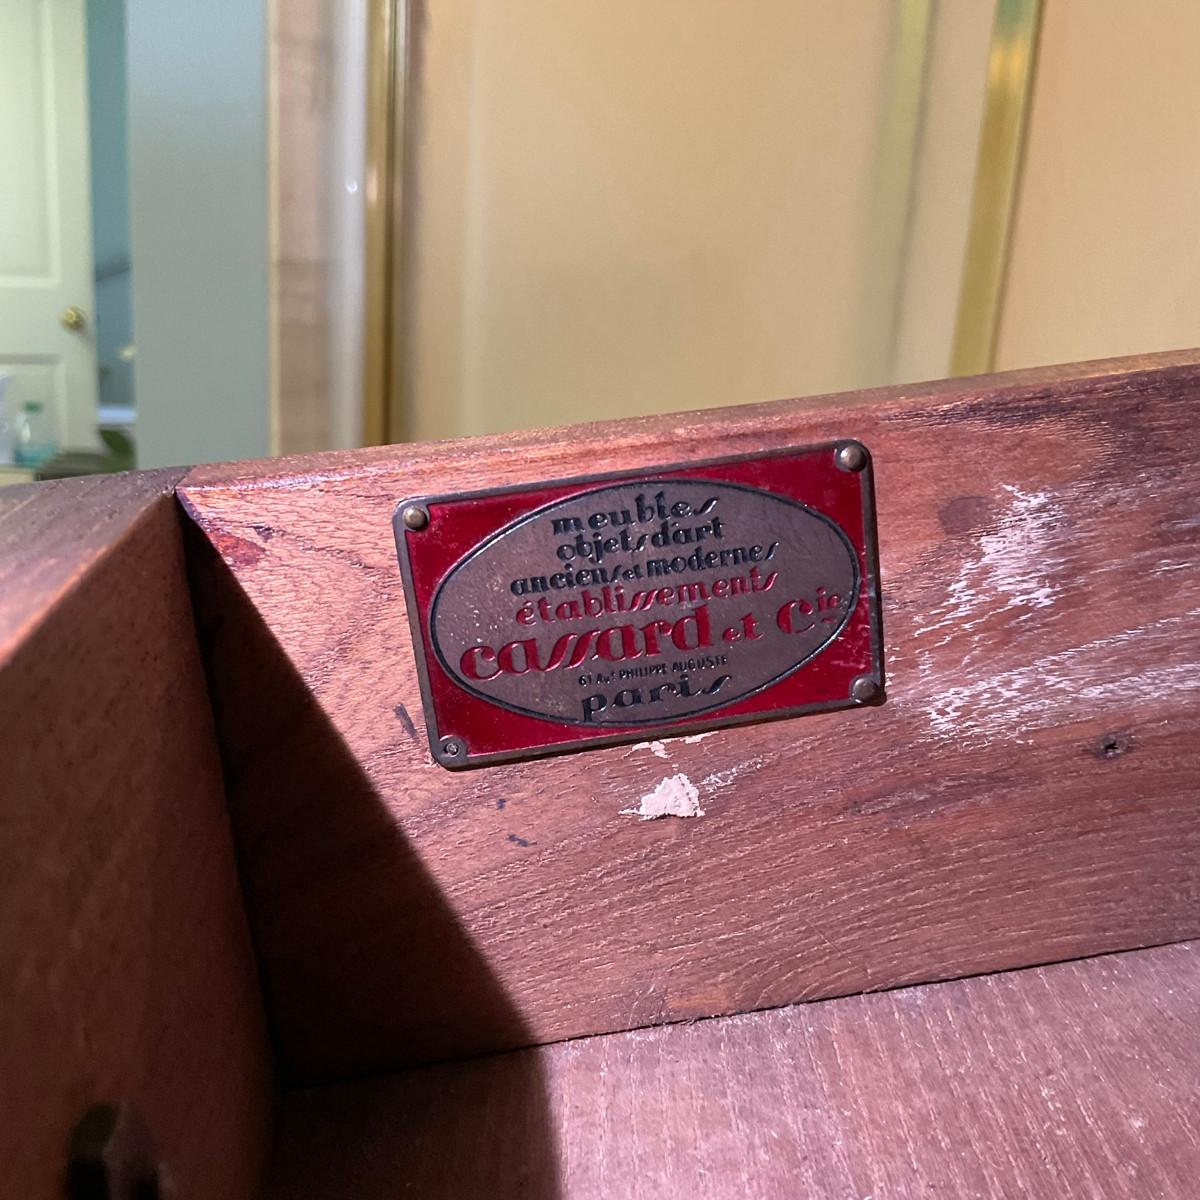 meubles
objets d'art
anciens et modernes
établissements
cassard et Cie
61 Av. PHILIPPE AUGUSTE
paris